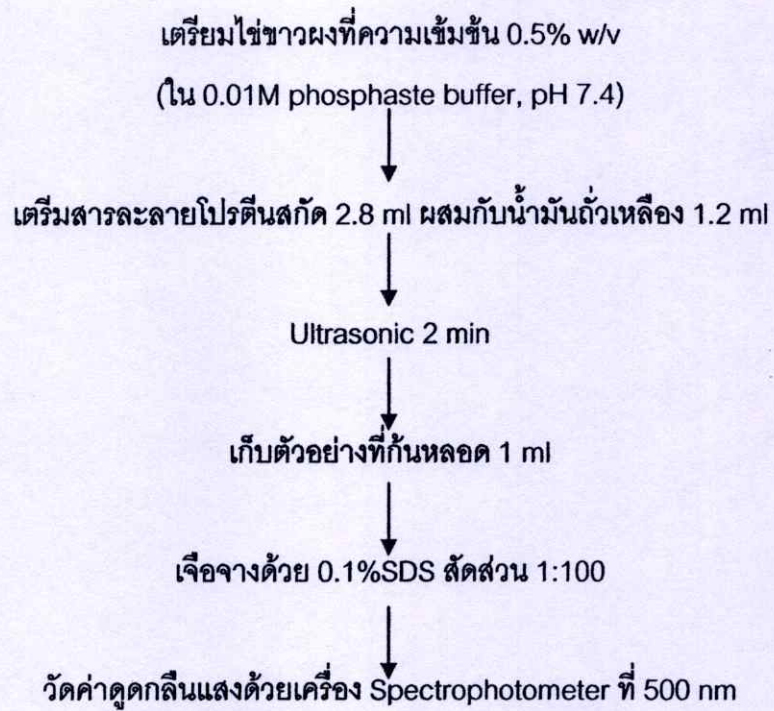 เตรียมไข่ขาวผงที่ความเข้มข้น 0.5% w/v
(ใน 0.01M phosphaste buffer, pH 7.4)
เตรีมสารละลายโปรตีนสกัด 2.8 ml ผสมกับน้ำมันถั่วเหลือง 1.2 ml
Ultrasonic 2 min
เก็บตัวอย่างที่ก้นหลอด 1 ml
เจือจางด้วย 0.1%SDS สัดส่วน 1:100
วัดค่าดูดกลืนแสงด้วยเครื่อง Spectrophotometer ที่ 500 nm